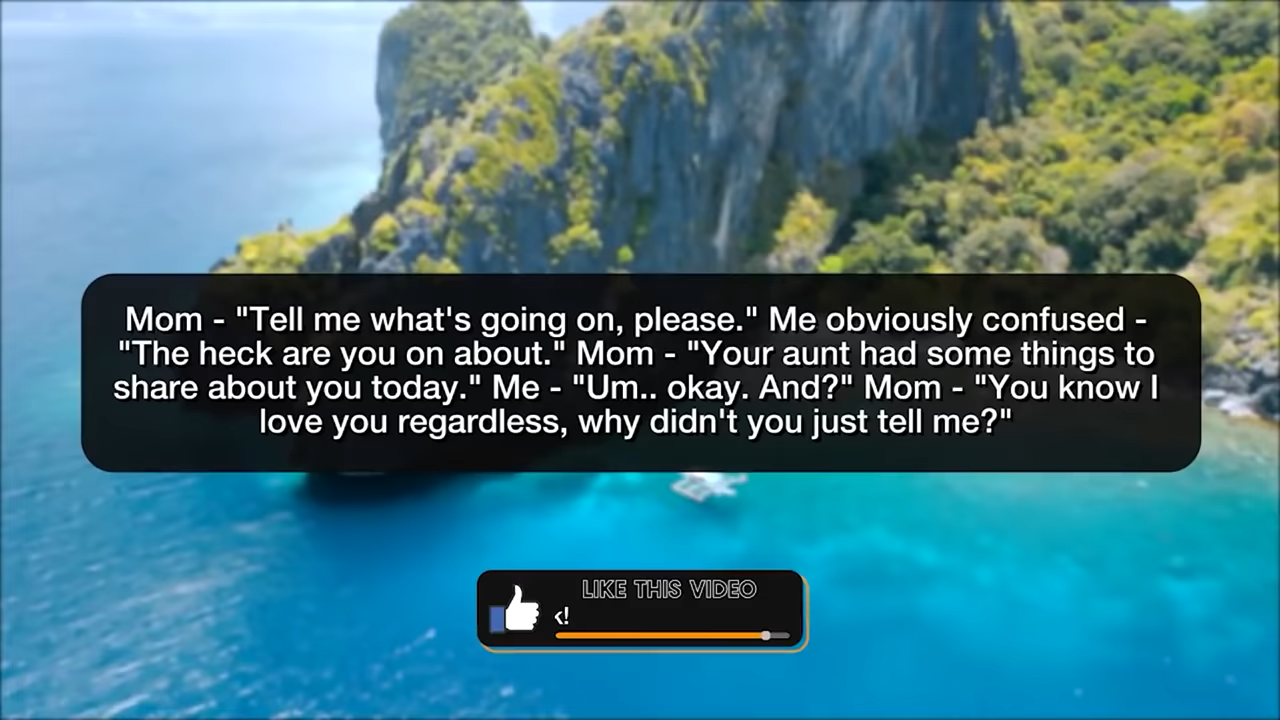 Mom - "Tell me what's going on, please." Me obviously confused -
"The heck are you on about." Mom - "Your aunt had some things to
share about you today." Me - "Um.. okay. And?" Mom - "You know I
love you regardless, why didn't you just tell me?"
LIKE THIS VIDEO
‹!